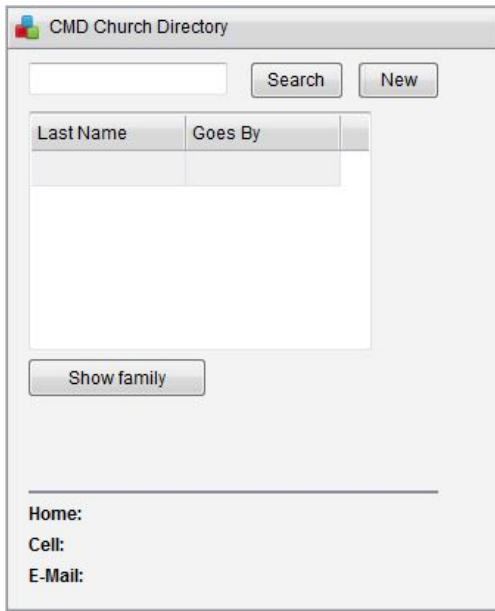 CMD Church Directory
Search New
Last Name Goes By
Show family
Home:
Cell:
E-Mail: